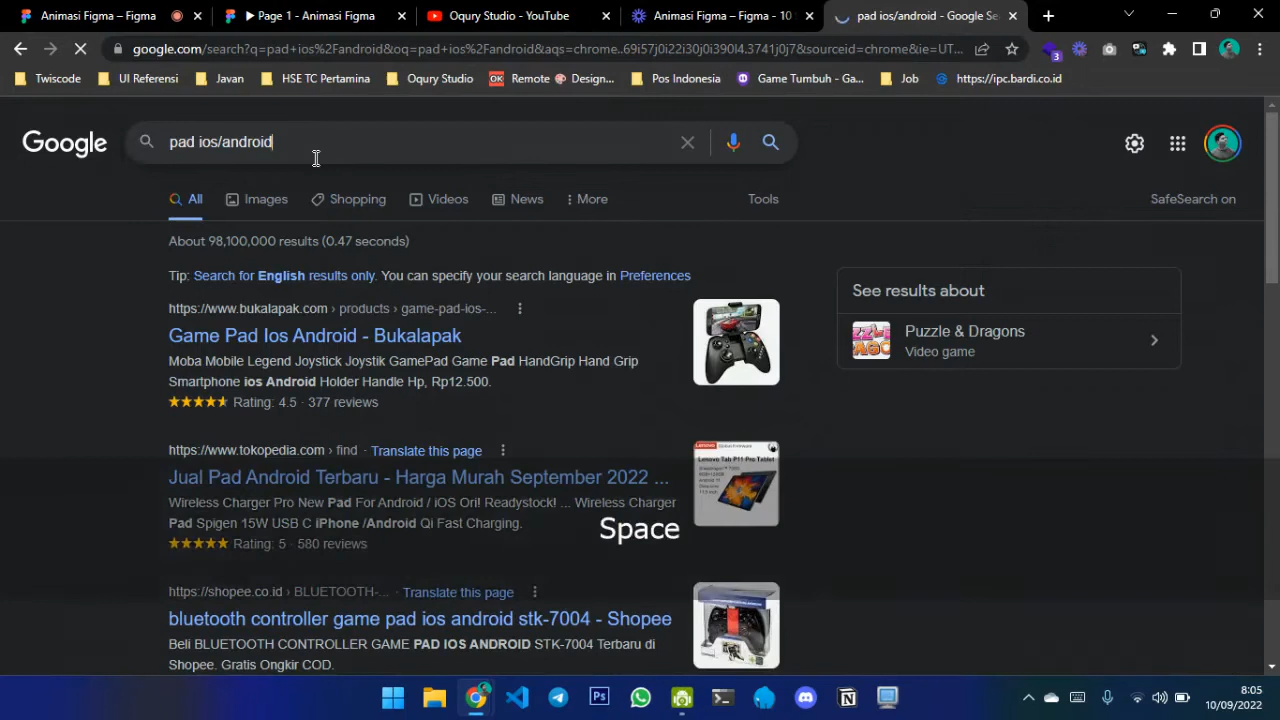 Animasi Figma – Figma
Page 1 - Animasi Figma
Oqury Studio - YouTube
Animasi Figma – Figma - 10
pad ios/android - Google Se
google.com/search?q=pad+ios%2Fandroid&oq=pad+ios%2Fandroid&aqs=chrome..69i57j0i22i30j0i390l4.3741j0j7&sourceid=chrome&ie=UT...
3
Twiscode
UI Referensi
Javan
HSE TC Pertamina
Oqury Studio
OK
Remote 🏀 Design...
Pos Indonesia
Game Tumbuh - Ga...
Job
https://ipc.bardi.co.id
Google
pad ios/android
All
Images
Shopping
Videos
News
More
Tools
SafeSearch on
About 98,100,000 results (0.47 seconds)
Tip: Search for English results only. You can specify your search language in Preferences
https://www.bukalapak.com › products › game-pad-ios-...
Game Pad Ios Android - Bukalapak
Moba Mobile Legend Joystick Joystik GamePad Game Pad HandGrip Hand Grip
Smartphone ios Android Holder Handle Hp, Rp12.500.
Rating: 4.5 · 377 reviews
See results about
Puzzle & Dragons
Video game
https://www.tokopedia.com › find · Translate this page
Jual Pad Android Terbaru - Harga Murah September 2022 ...
Wireless Charger Po New Pad For Android / iOS Ori! Readystock! ... Wireless Charger
Pad Spigen 15W USB C iPhone /Android Qi Fast Charging.
Rating: 5 · 580 reviews
Lenovo
Lenovo Tab P11 Pro Tablet
Space
https://shopee.co.id › BLUETOOTH-... · Translate this page
bluetooth controller game pad ios android stk-7004 - Shopee
Beli BLUETOOTH CONTROLLER GAME PAD IOS ANDROID STK-7004 Terbaru di
Shopee. Gratis Ongkir COD.
Ps
8:05
10/09/2022